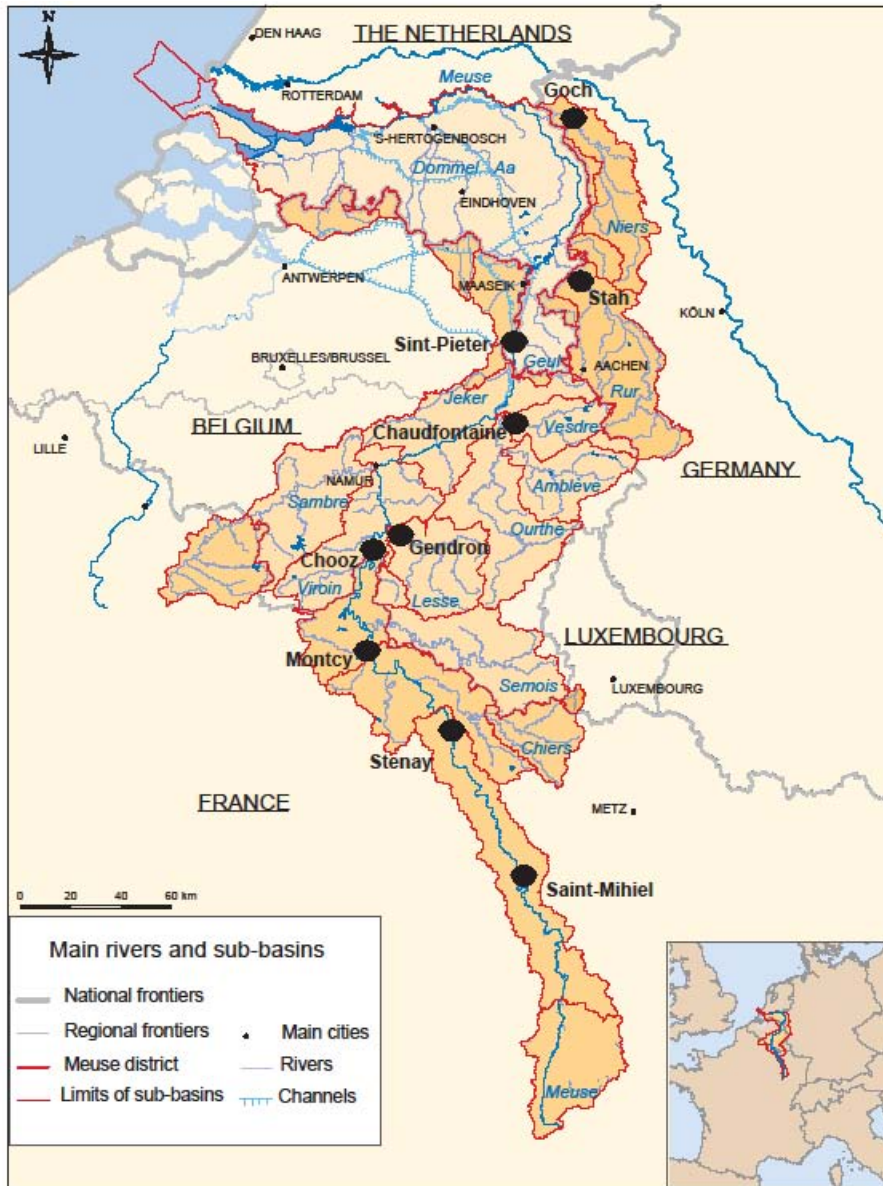 DEN HAAG
THE NETHERLANDS
Meuse
ROTTERDAM
Goch
'S-HERTOGENBOSCH
Dommel Aa
EINDHOVEN
Niers
ANTWERPEN
MAASEIK
Stah
KÖLN
Sint-Pieter
BRUXELLES/BRUSSEL
Geul
AACHEN
Jeker
Rur
BELGIUM
Chaudfontaine
Vesdre
LILLE
GERMANY
NAMUR
Amblève
Sambre
Ourthe
Gendron
Chooz
Viroin
Lesse
LUXEMBOURG
Montcy
Semois
LUXEMBOURG
Chiers
Stenay
FRANCE
METZ
Saint-Mihiel
0 20 40 60 km
Main rivers and sub-basins
National frontiers
Regional frontiers
Main cities
Meuse district
Rivers
Limits of sub-basins
Channels
Meuse